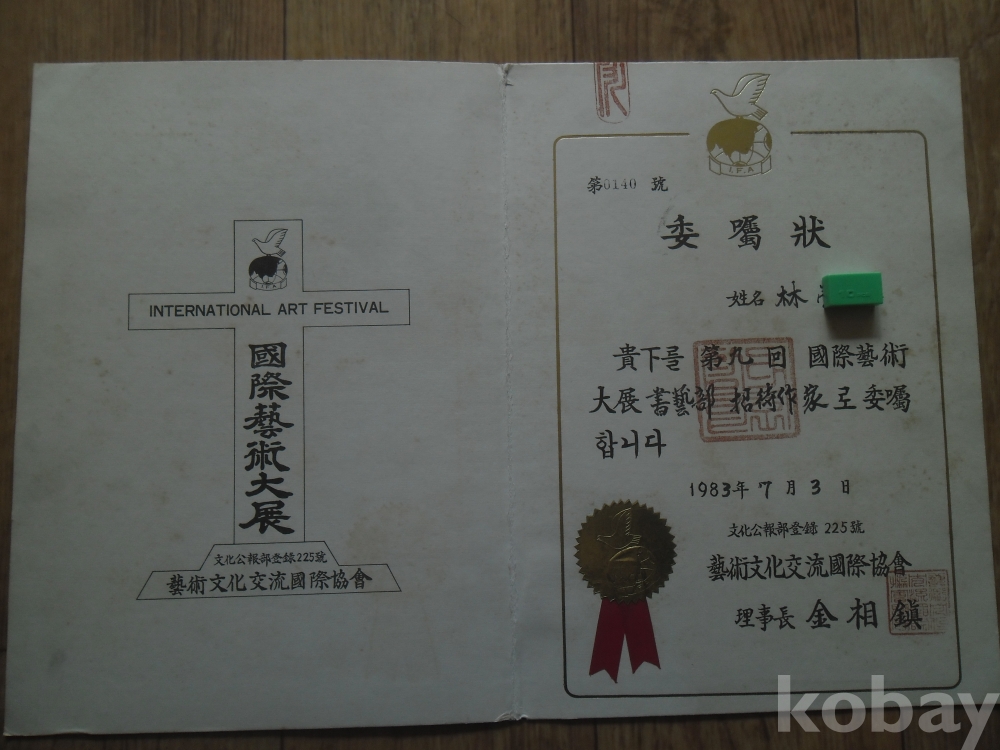 INTERNATIONAL ART FESTIVAL
國際藝術大展
文化公報部登錄225號
藝術文化交流國際協會
I.F.A
第0140 號
委囑狀
姓名 林
貴下를 第九回 國際藝術
大展 書藝部 招待作家로 委囑
합니다
1983年 7月 3日
文化公報部登錄 225號
藝術文化交流國際協會
理事長 金相鎭
kobay